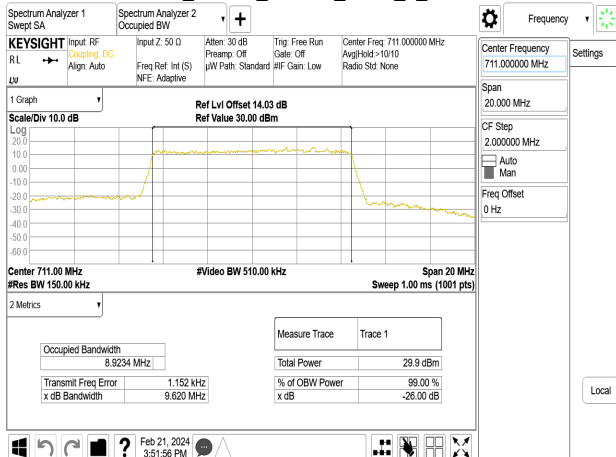 Spectrum Analyzer 1
Swept SA
Spectrum Analyzer 2
Occupied BW
+
Frequency
KEYSIGHT
RL
Input: RF
Coupling: DC
Align: Auto
Input Z: 50 Ω
Freq Ref: Int (S)
NFE: Adaptive
Atten: 30 dB
Preamp: Off
µW Path: Standard
Trig: Free Run
Gate: Off
#IF Gain: Low
Center Freq: 711.000000 MHz
Avg|Hold:>10/10
Radio Std: None
Center Frequency
711.000000 MHz
Settings
Span
20.000 MHz
CF Step
2.000000 MHz
Auto
Man
Freq Offset
0 Hz
Local
1 Graph
Scale/Div 10.0 dB
Ref Lvl Offset 14.03 dB
Ref Value 30.00 dBm
Log
20.0
10.0
0.00
-10.0
-20.0
-30.0
-40.0
-50.0
-60.0
Center 711.00 MHz
#Video BW 510.00 kHz
Span 20 MHz
#Res BW 150.00 kHz
Sweep 1.00 ms (1001 pts)
2 Metrics
Measure Trace Trace 1
Occupied Bandwidth
8.9234 MHz
Total Power 29.9 dBm
Transmit Freq Error 1.152 kHz
% of OBW Power 99.00 %
x dB Bandwidth 9.620 MHz
x dB -26.00 dB
?
Feb 21, 2024
3:51:56 PM